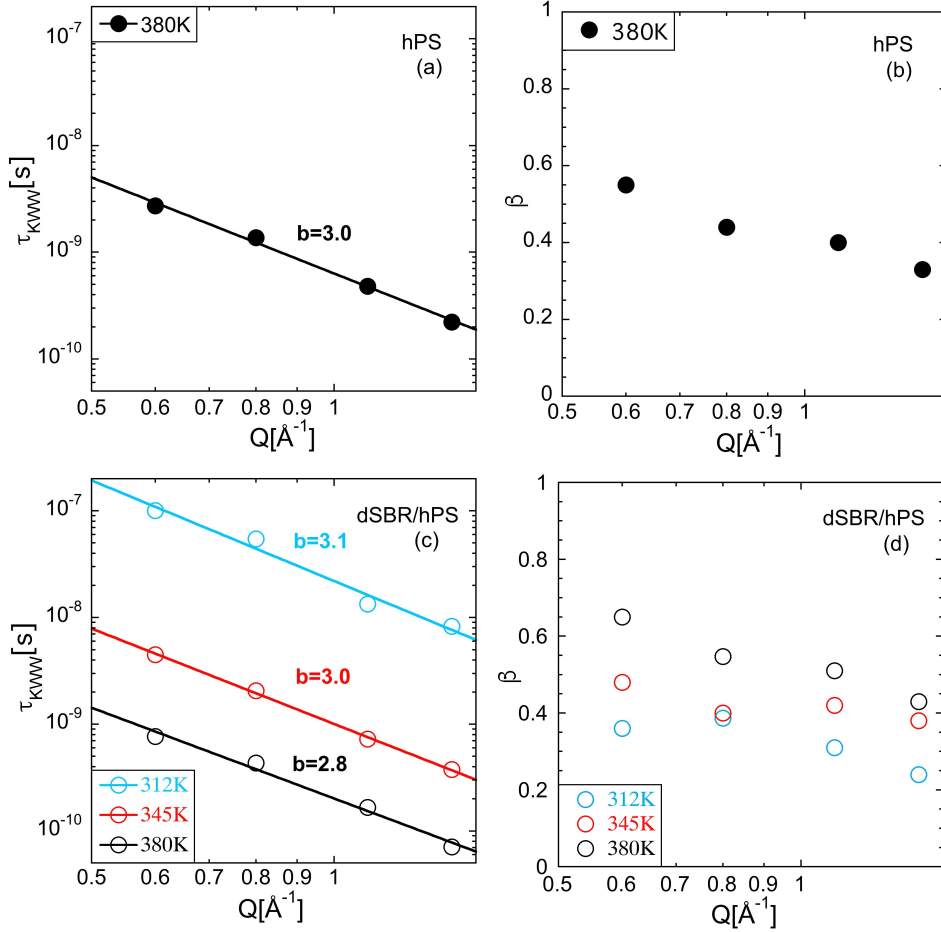 380K
hPS
(a)
10⁻⁷
10⁻⁸
10⁻⁹
10⁻¹⁰
τKWW[s]
b=3.0
0.5 0.6 0.7 0.8 0.9 1
Q[Å⁻¹]
380K
hPS
(b)
1
0.8
0.6
0.4
0.2
0
β
0.5 0.6 0.7 0.8 0.9 1
Q[Å⁻¹]
dSBR/hPS
(c)
10⁻⁷
10⁻⁸
10⁻⁹
10⁻¹⁰
τKWW[s]
b=3.1
b=3.0
b=2.8
312K
345K
380K
0.5 0.6 0.7 0.8 0.9 1
Q[Å⁻¹]
dSBR/hPS
(d)
1
0.8
0.6
0.4
0.2
0
β
312K
345K
380K
0.5 0.6 0.7 0.8 0.9 1
Q[Å⁻¹]